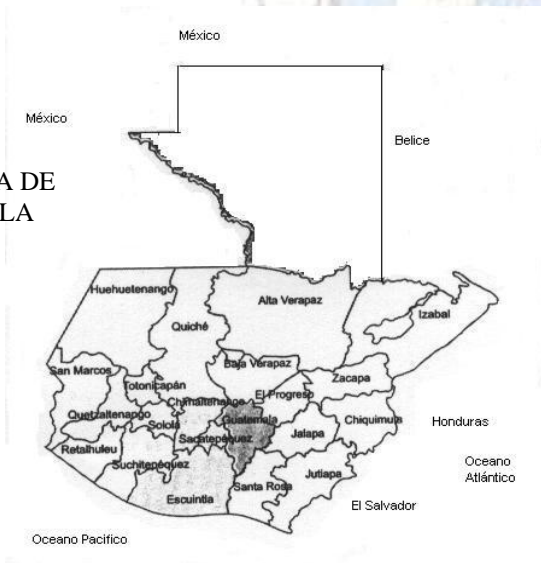 México
México
Belice
A DE
LA
Huehuetenango
Alta Verapaz
Izabal
Quiché
Baja Verapaz
San Marcos
Zacapa
Totonicapán
El Progreso
Chimaltenango
Quetzaltenapgo
Guatemala
Chiquimula
Honduras
Sololá
Jalapa
Sacatepéquez
Retalhuleu
Oceano
Atlántico
Suchitepéquez
Jutiapa
Santa Rosa
Escuintla
El Salvador
Oceano Pacifico